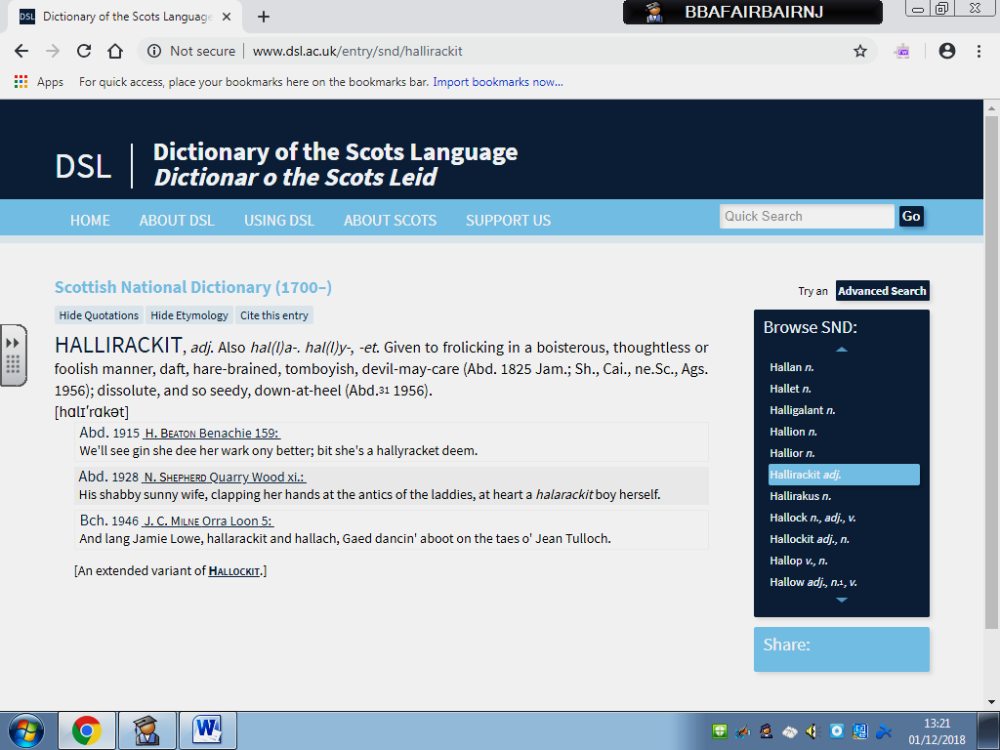 DSL Dictionary of the Scots Language
BBAFAIRBAIRNJ
Not secure | www.dsl.ac.uk/entry/snd/hallirackit
Apps For quick access, place your bookmarks here on the bookmarks bar. Import bookmarks now...
DSL
Dictionary of the Scots Language
Dictionar o the Scots Leid
HOME ABOUT DSL USING DSL ABOUT SCOTS SUPPORT US Quick Search Go
Scottish National Dictionary (1700–)
Try an Advanced Search
Hide Quotations Hide Etymology Cite this entry
HALLIRACKIT, adj. Also hal(l)a-. hal(l)y-, -et. Given to frolicking in a boisterous, thoughtless or
foolish manner, daft, hare-brained, tomboyish, devil-may-care (Abd. 1825 Jam.; Sh., Cai., ne.Sc., Ags.
1956); dissolute, and so seedy, down-at-heel (Abd.31 1956).
[hɑlɪ'rɑkət]
Abd. 1915 H. Beaton Benachie 159:
We'll see gin she dee her wark ony better; bit she's a hallyracket deem.
Abd. 1928 N. Shepherd Quarry Wood xi.:
His shabby sunny wife, clapping her hands at the antics of the laddies, at heart a halarackit boy herself.
Bch. 1946 J. C. Milne Orra Loon 5:
And lang Jamie Lowe, hallarackit and hallach, Gaed dancin' aboot on the taes o' Jean Tulloch.
[An extended variant of Hallockit.]
Browse SND:
Hallan n.
Hallet n.
Halligalant n.
Hallion n.
Hallior n.
Hallirackit adj.
Hallirakus n.
Hallock n., adj., v.
Hallockit adj., n.
Hallop v., n.
Hallow adj., n.1, v.
Share:
13:21
01/12/2018